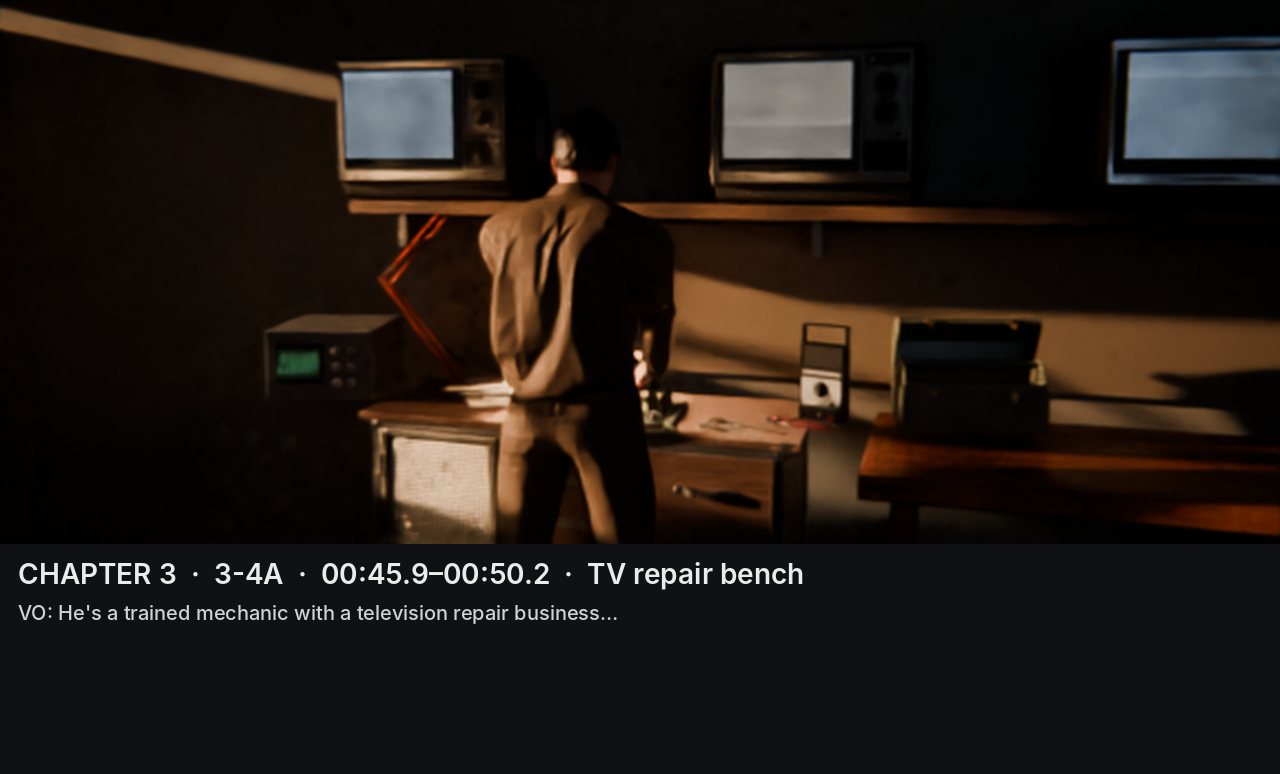 CHAPTER 3 · 3-4A · 00:45.9–00:50.2 · TV repair bench
VO: He's a trained mechanic with a television repair business...